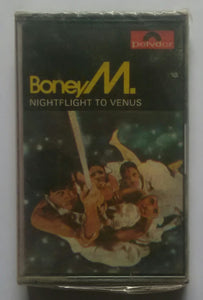 polydor
Boney M.
NIGHTFLIGHT TO VENUS